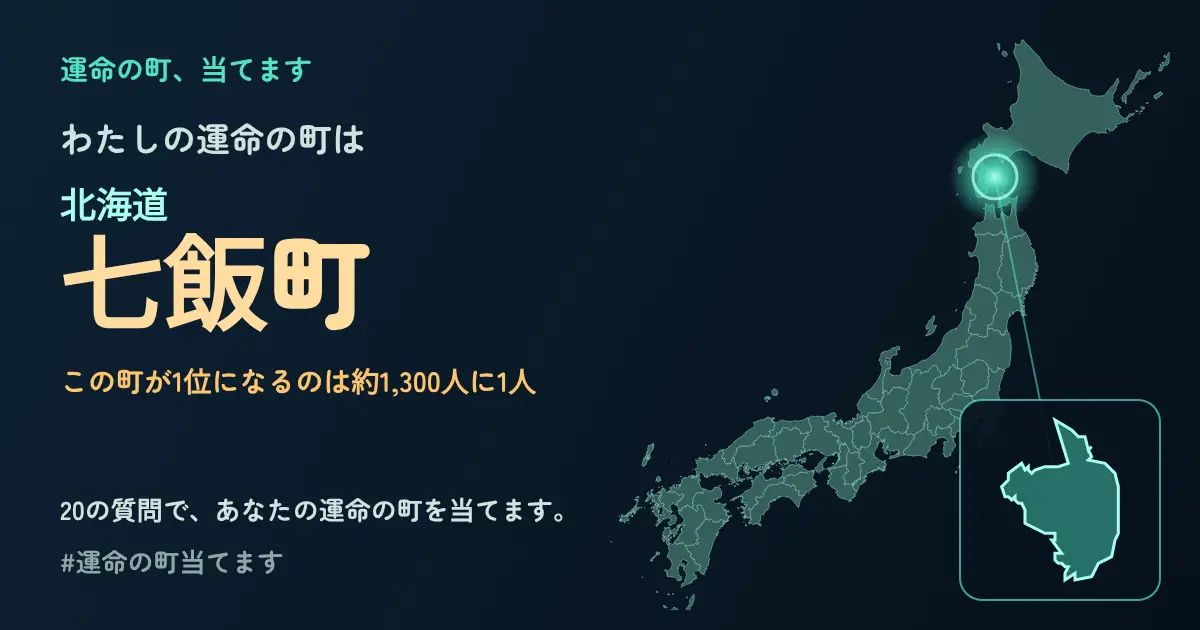 運命の町、当てます
わたしの運命の町は
北海道
七飯町
この町が1位になるのは約1,300人に1人
20の質問で、あなたの運命の町を当てます。
#運命の町当てます